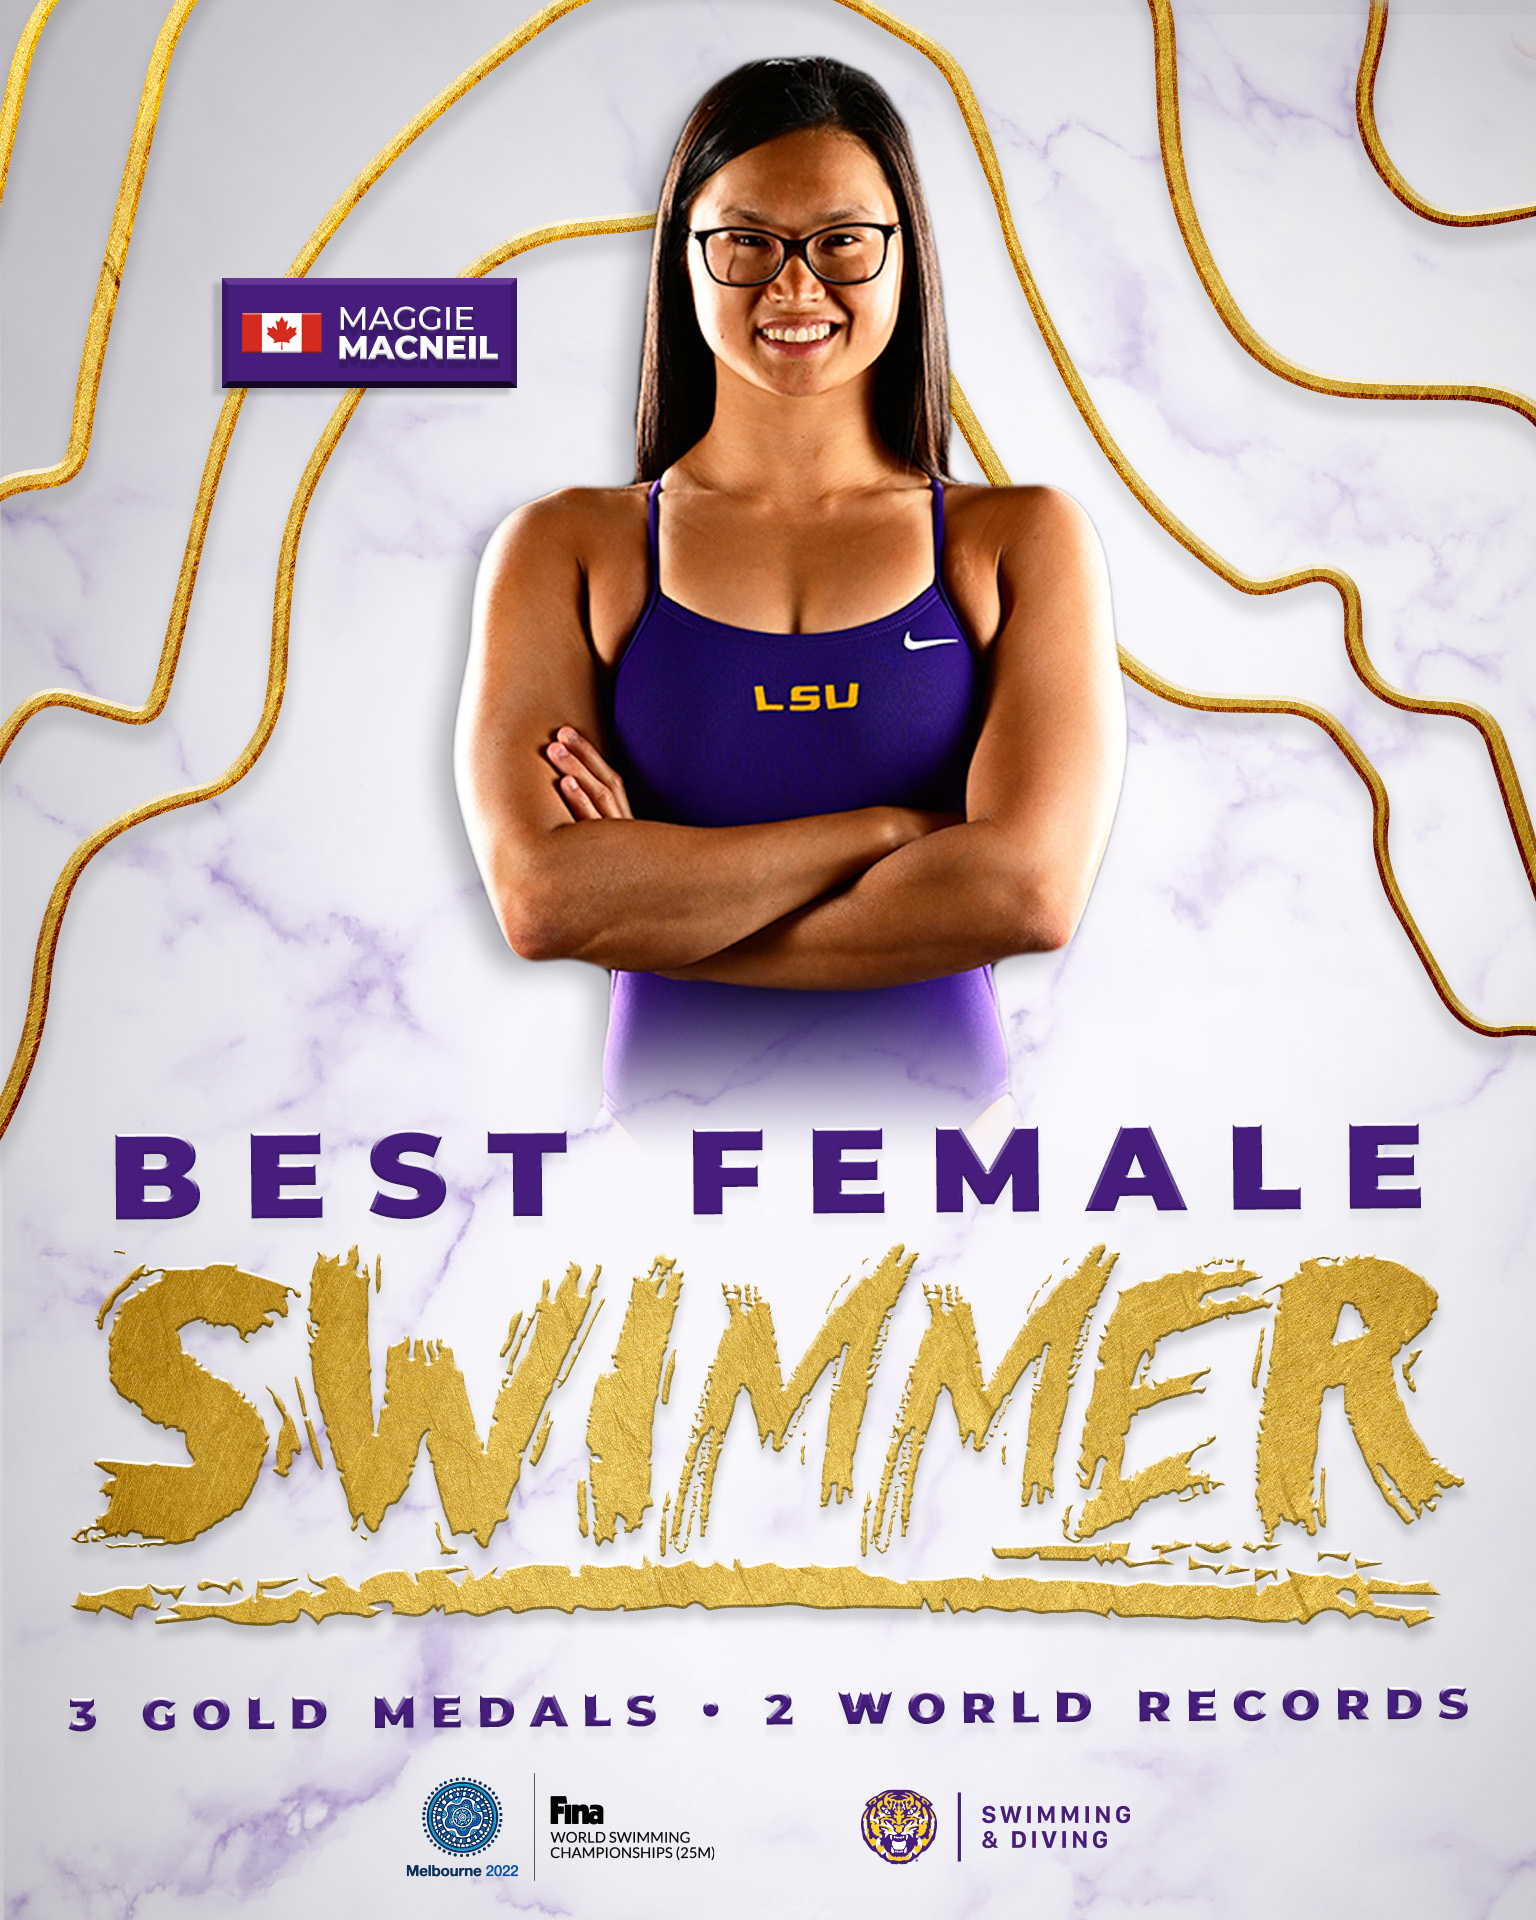 MAGGIE
MACNEIL
LSU
BEST FEMALE
SWIMMER
3 GOLD MEDALS • 2 WORLD RECORDS
Melbourne 2022
Fina
WORLD SWIMMING
CHAMPIONSHIPS (25M)
SWIMMING
& DIVING